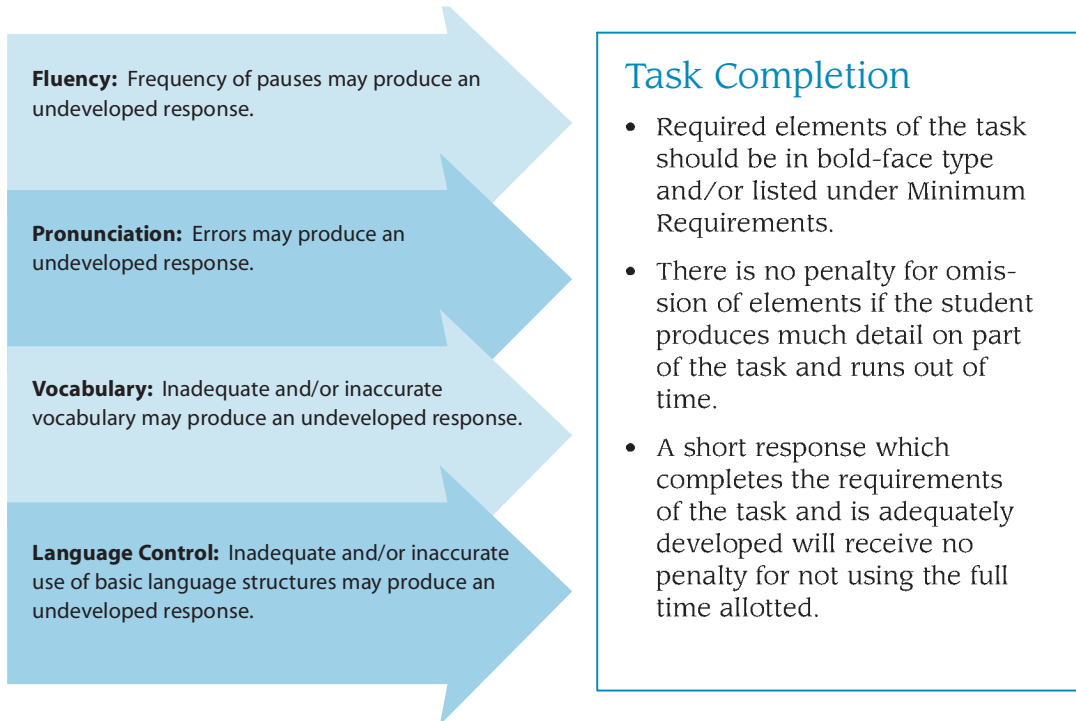 Fluency: Frequency of pauses may produce an
undeveloped response.
Pronunciation: Errors may produce an
undeveloped response.
Vocabulary: Inadequate and/or inaccurate
vocabulary may produce an undeveloped response.
Language Control: Inadequate and/or inaccurate
use of basic language structures may produce an
undeveloped response.
Task Completion
• Required elements of the task
should be in bold-face type
and/or listed under Minimum
Requirements.
• There is no penalty for omis-
sion of elements if the student
produces much detail on part
of the task and runs out of
time.
• A short response which
completes the requirements
of the task and is adequately
developed will receive no
penalty for not using the full
time allotted.